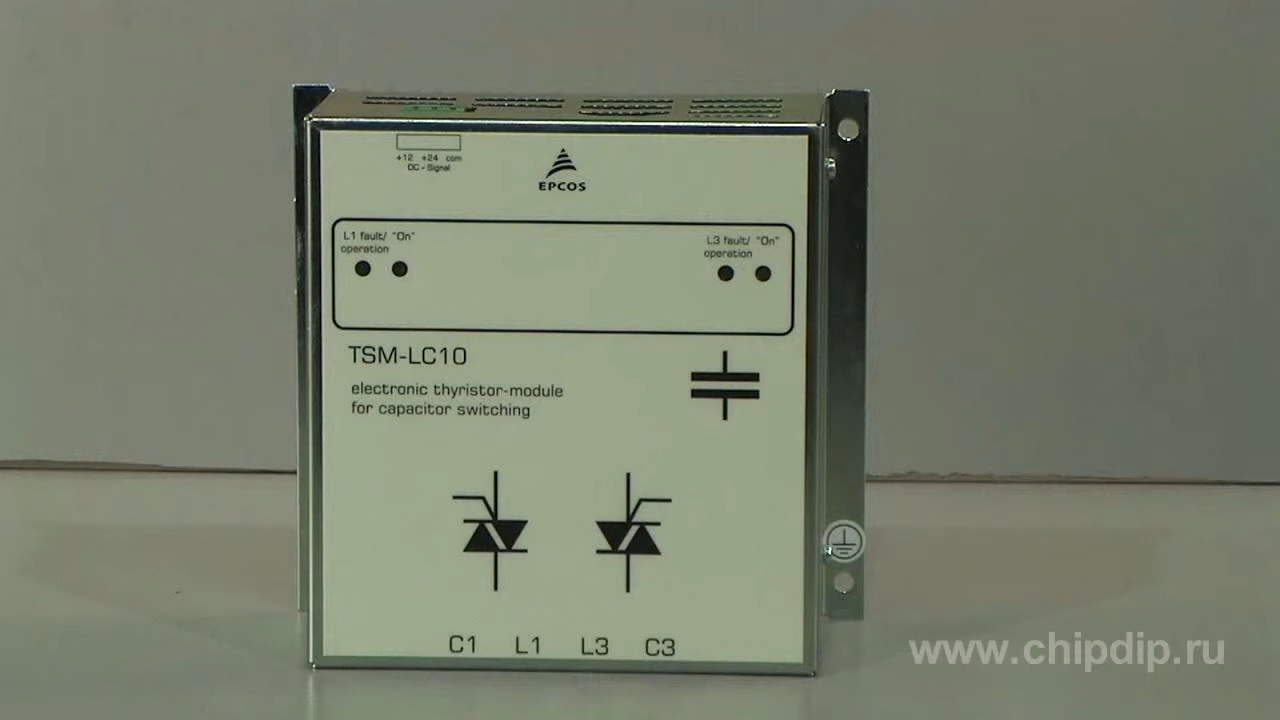 +12 +24 com
DC - Signal
EPCOS
L1 fault/ "On"
operation
L3 fault/ "On"
operation
TSM-LC10
electronic thyristor-module
for capacitor switching
C1 L1 L3 C3
www.chipdip.ru